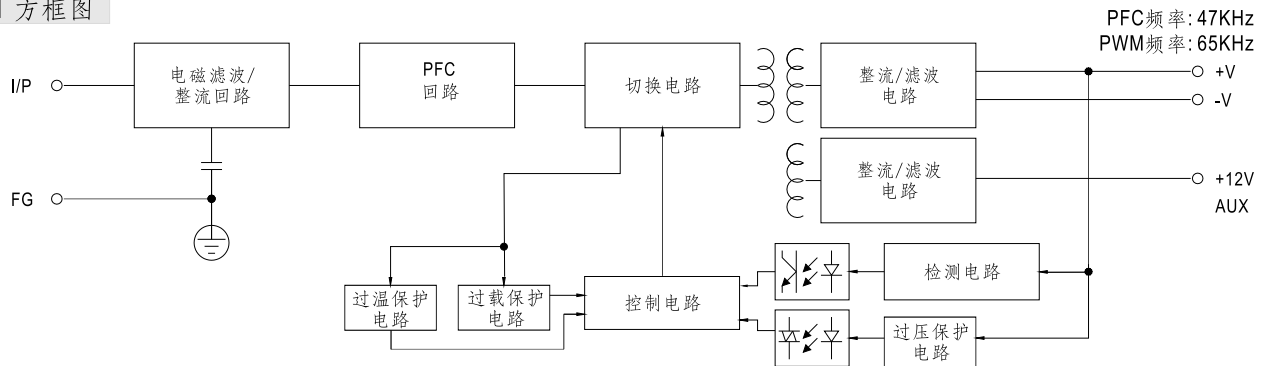 方框图
PFC频率: 47KHz
PWM频率: 65KHz
I/P
电磁滤波/
整流回路
PFC
回路
切换电路
整流/滤波
电路
+V
-V
整流/滤波
电路
+12V
AUX
FG
过温保护
电路
过载保护
电路
控制电路
检测电路
过压保护
电路